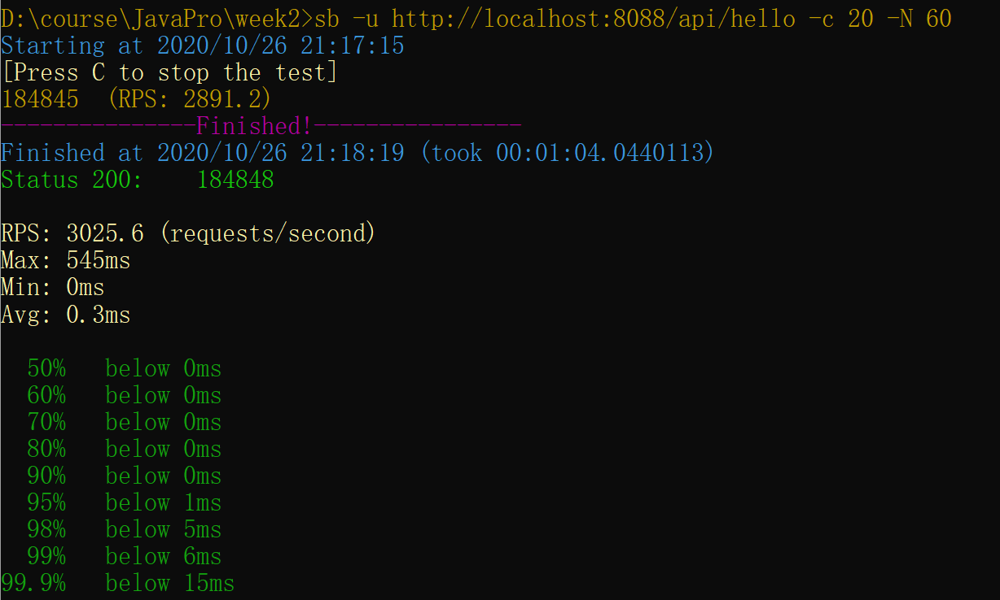 D:\course\JavaPro\week2>sb -u http://localhost:8088/api/hello -c 20 -N 60
Starting at 2020/10/26 21:17:15
[Press C to stop the test]
184845  (RPS: 2891.2)
---------------Finished!----------------
Finished at 2020/10/26 21:18:19 (took 00:01:04.0440113)
Status 200:    184848
RPS: 3025.6 (requests/second)
Max: 545ms
Min: 0ms
Avg: 0.3ms
50%   below 0ms
60%   below 0ms
70%   below 0ms
80%   below 0ms
90%   below 0ms
95%   below 1ms
98%   below 5ms
99%   below 6ms
99.9%   below 15ms